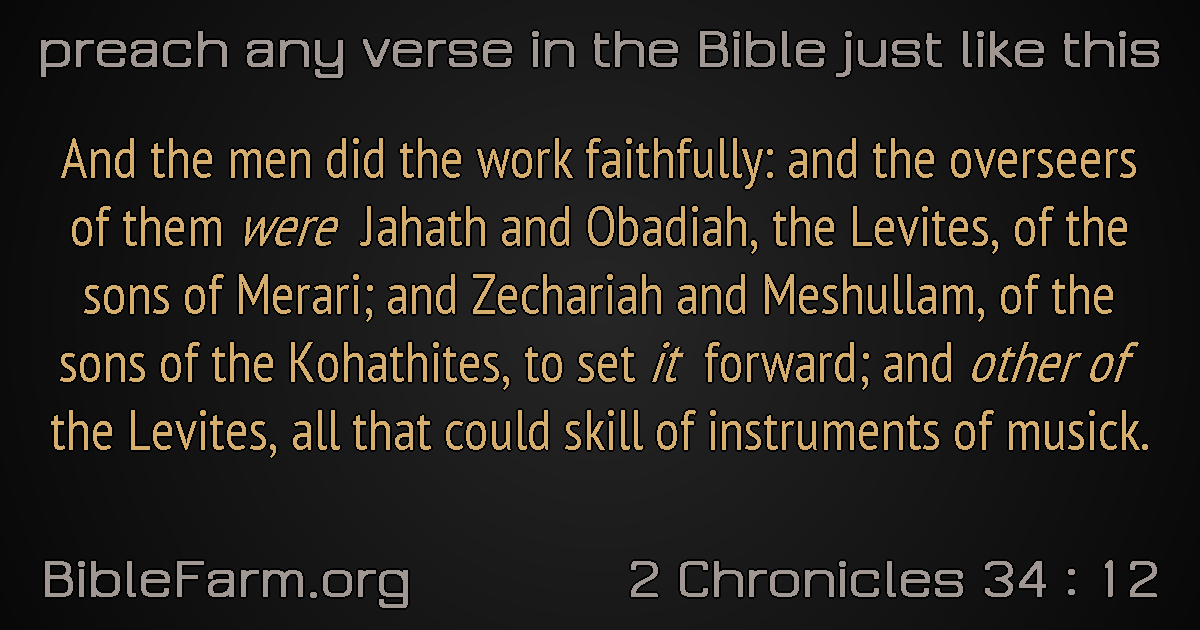 preach any verse in the Bible just like this
And the men did the work faithfully: and the overseers
of them were Jahath and Obadiah, the Levites, of the
sons of Merari; and Zechariah and Meshullam, of the
sons of the Kohathites, to set it forward; and other of
the Levites, all that could skill of instruments of musick.
BibleFarm.org
2 Chronicles 34 : 12